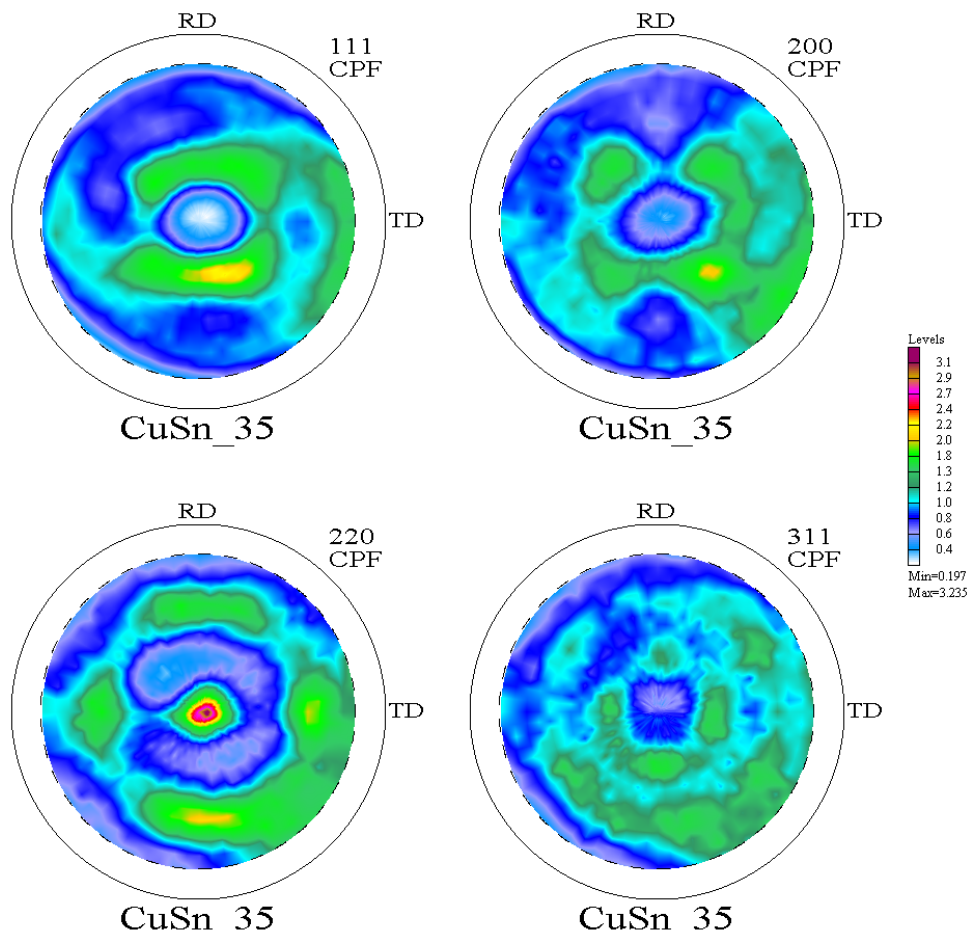 RD
111
CPF
TD
CuSn_35
RD
200
CPF
TD
CuSn_35
Levels
3.1
2.9
2.7
2.4
2.2
2.0
1.8
1.3
1.2
1.0
0.8
0.6
0.4
Min=0.197
Max=3.235
RD
220
CPF
TD
CuSn_35
RD
311
CPF
TD
CuSn_35